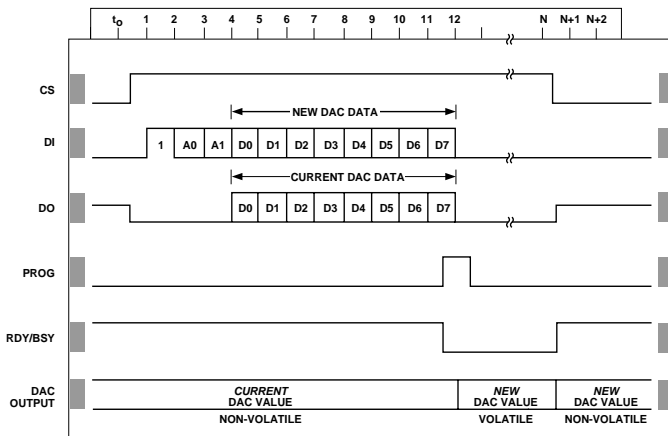 to 1 2 3 4 5 6 7 8 9 10 11 12 N N+1 N+2
CS
NEW DAC DATA
DI 1 A0 A1 D0 D1 D2 D3 D4 D5 D6 D7
CURRENT DAC DATA
DO D0 D1 D2 D3 D4 D5 D6 D7
PROG
RDY/BSY
DAC OUTPUT
CURRENT DAC VALUE
NON-VOLATILE
NEW DAC VALUE
VOLATILE
NEW DAC VALUE
NON-VOLATILE